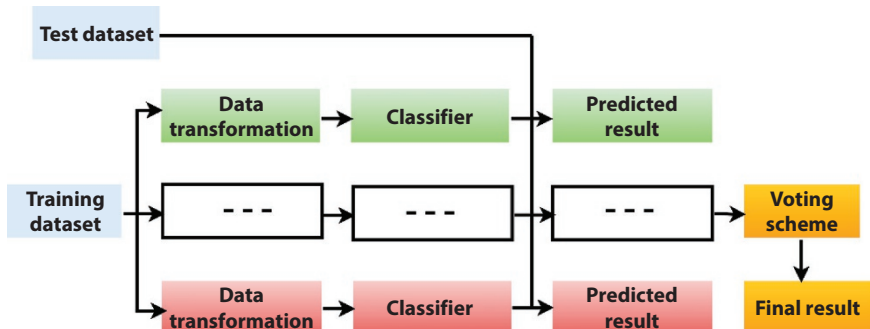 Test dataset
Data
transformation
Classifier
Predicted
result
Training
dataset
- - -
- - -
- - -
Voting
scheme
Data
transformation
Classifier
Predicted
result
Final result